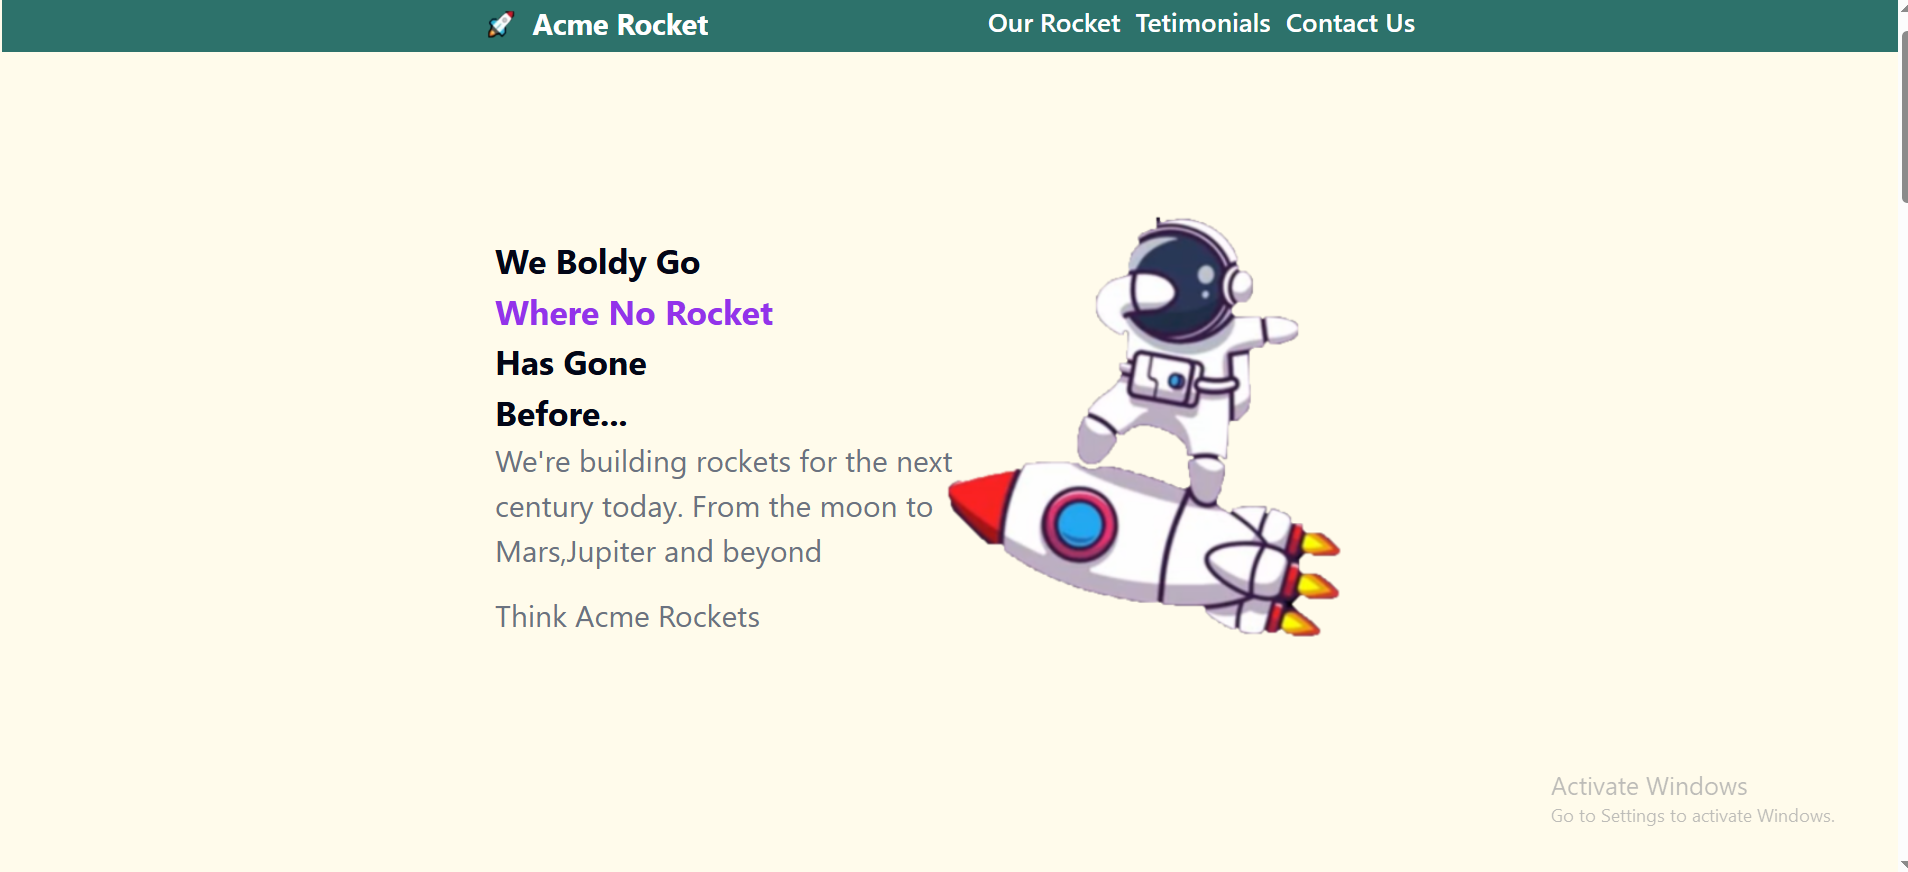 Acme Rocket
Our Rocket Tetimonials Contact Us
We Boldy Go
Where No Rocket
Has Gone
Before...
We're building rockets for the next
century today. From the moon to
Mars,Jupiter and beyond
Think Acme Rockets
Activate Windows
Go to Settings to activate Windows.